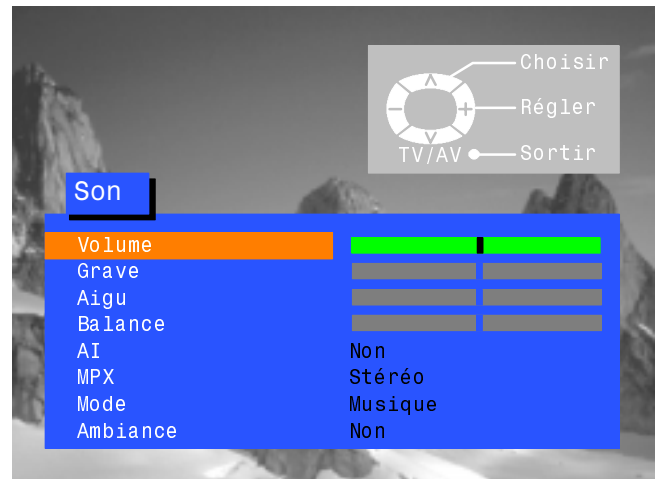 Choisir
Régler
TV/AV Sortir
Son
Volume
Grave
Aigu
Balance
AI Non
MPX Stéréo
Mode Musique
Ambiance Non